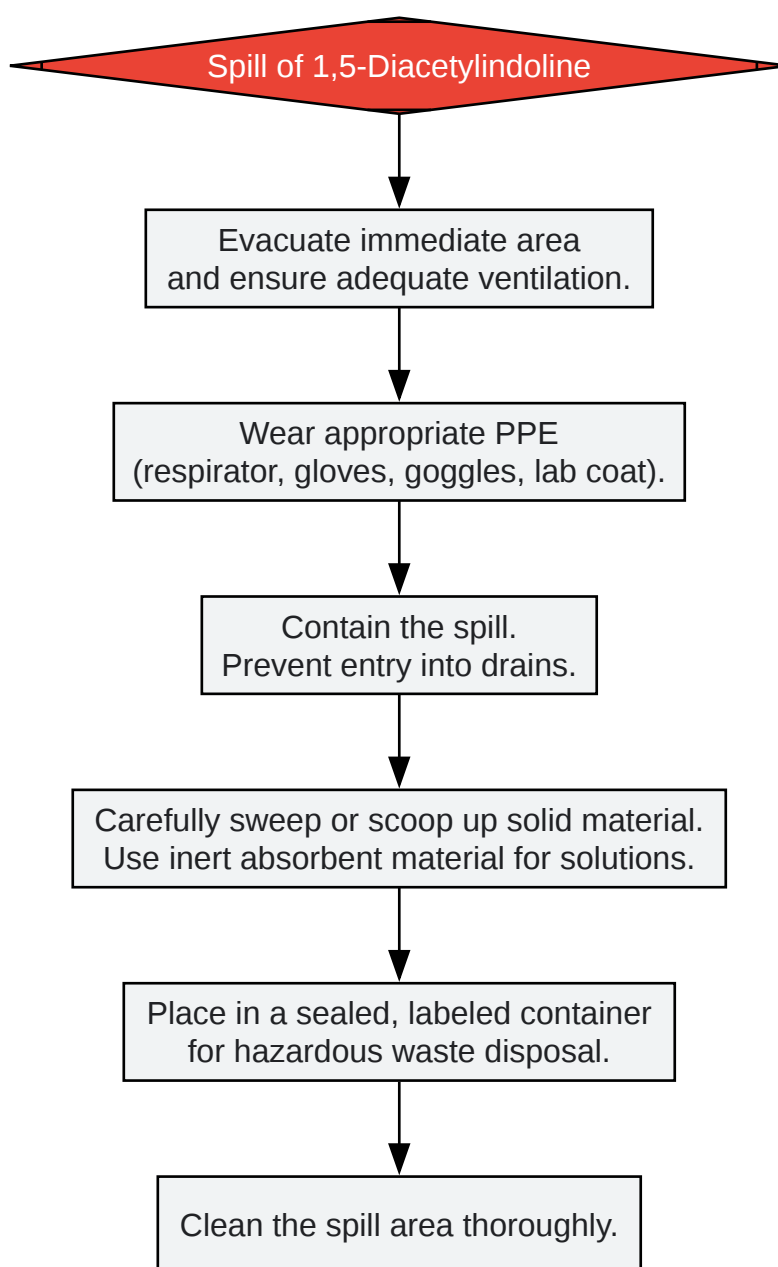 Spill of 1,5-Diacetylindoline
Evacuate immediate area
and ensure adequate ventilation.
Wear appropriate PPE
(respirator, gloves, goggles, lab coat).
Contain the spill.
Prevent entry into drains.
Carefully sweep or scoop up solid material.
Use inert absorbent material for solutions.
Place in a sealed, labeled container
for hazardous waste disposal.
Clean the spill area thoroughly.